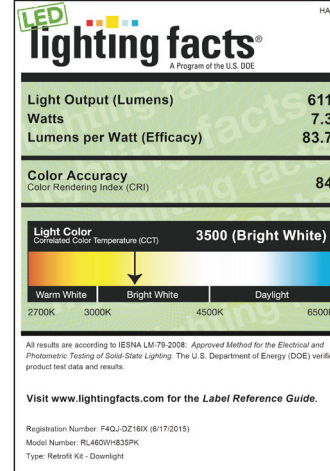 HA
LED
lighting facts®
A Program of the U.S. DOE
Light Output (Lumens) 611
Watts 7.3
Lumens per Watt (Efficacy) 83.7
Color Accuracy 84
Color Rendering Index (CRI)
Light Color 3500 (Bright White)
Correlated Color Temperature (CCT)
Warm White Bright White Daylight
2700K 3000K 4500K 6500K
All results are according to IESNA LM-79-2008: Approved Method for the Electrical and
Photometric Testing of Solid-State Lighting. The U.S. Department of Energy (DOE) verifi
product test data and results.
Visit www.lightingfacts.com for the Label Reference Guide.
Registration Number: F4QJ-DZ16IX (6/17/2015)
Model Number: RL460WH835PK
Type: Retrofit Kit - Downlight